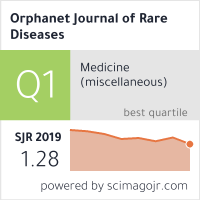 Orphanet Journal of Rare
Diseases
Q1
Medicine
(miscellaneous)
best quartile
SJR 2019
1.28
powered by scimagojr.com